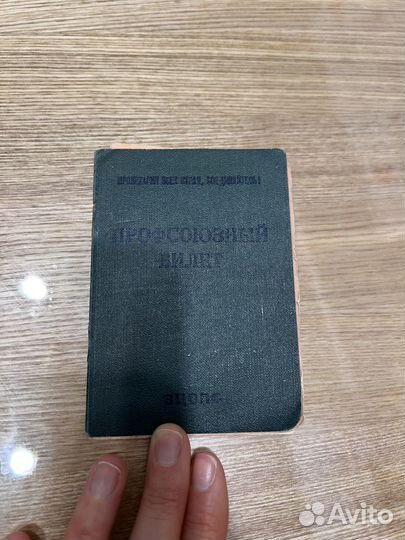 ПРОЛЕТАРИИ ВСЕХ СТРАН, СОЕДИНЯЙТЕСЬ!
ПРОФСОЮЗНЫЙ
БИЛЕТ
ВЦСПС
Avito